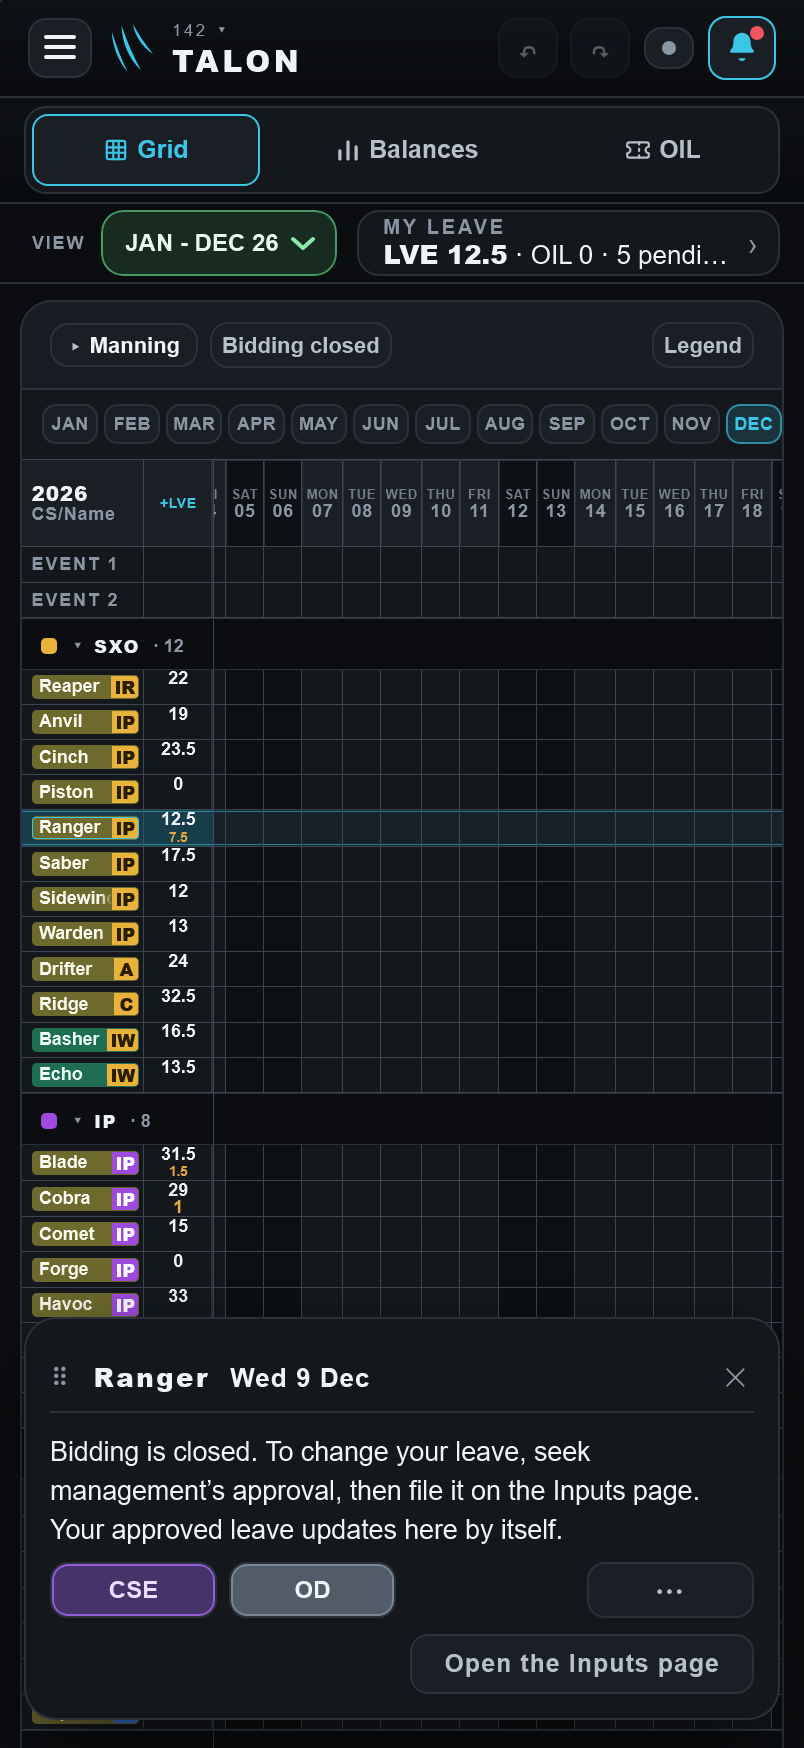 142 ▾
TALON
Grid
Balances
OIL
VIEW
JAN - DEC 26
MY LEAVE
LVE 12.5 · OIL 0 · 5 pendi…
▸ Manning
Bidding closed
Legend
JAN FEB MAR APR MAY JUN JUL AUG SEP OCT NOV DEC
2026
CS/Name
+LVE
SAT SUN MON TUE WED THU FRI SAT SUN MON TUE WED THU FRI
05 06 07 08 09 10 11 12 13 14 15 16 17 18
EVENT 1
EVENT 2
▾ SXO · 12
Reaper IR 22
Anvil IP 19
Cinch IP 23.5
Piston IP 0
Ranger IP 12.5
7.5
Saber IP 17.5
Sidewin IP 12
Warden IP 13
Drifter A 24
Ridge C 32.5
Basher IW 16.5
Echo IW 13.5
▾ IP · 8
Blade IP 31.5
1.5
Cobra IP 29
1
Comet IP 15
Forge IP 0
Havoc IP 33
Ranger Wed 9 Dec
Bidding is closed. To change your leave, seek
management’s approval, then file it on the Inputs page.
Your approved leave updates here by itself.
CSE
OD
···
Open the Inputs page